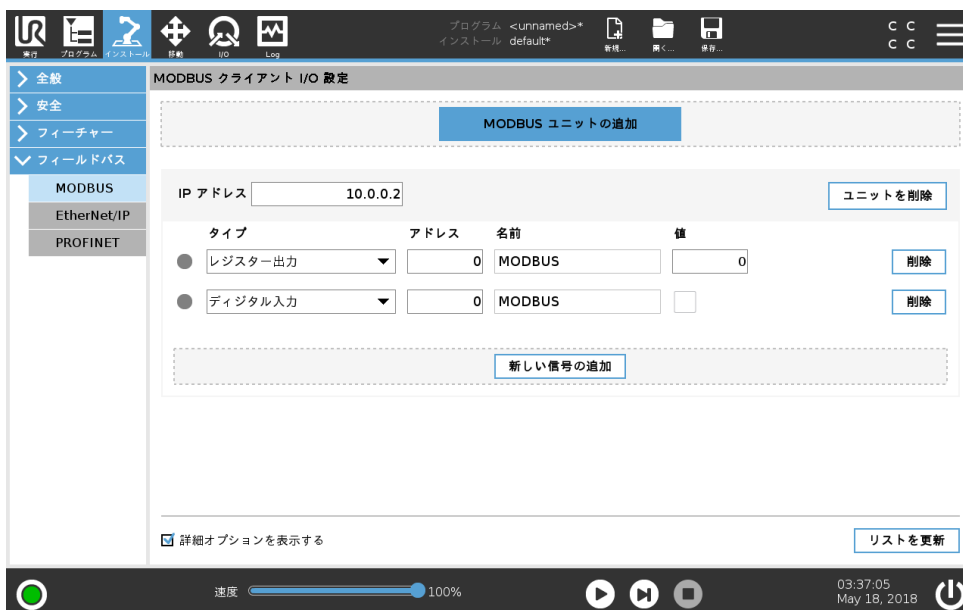 プログラム <unnamed>*
インストール default*
実行 プログラム インストール 移動 I/O Log 新規... 開く... 保存...
C C
C C
全般
安全
フィーチャー
フィールドバス
MODBUS
EtherNet/IP
PROFINET
MODBUS クライアント I/O 設定
MODBUS ユニットの追加
IP アドレス 10.0.0.2 ユニットを削除
タイプ アドレス 名前 値
レジスター出力 0 MODBUS 0 削除
ディジタル入力 0 MODBUS 削除
新しい信号の追加
詳細オプションを表示する リストを更新
速度 100%
03:37:05
May 18, 2018